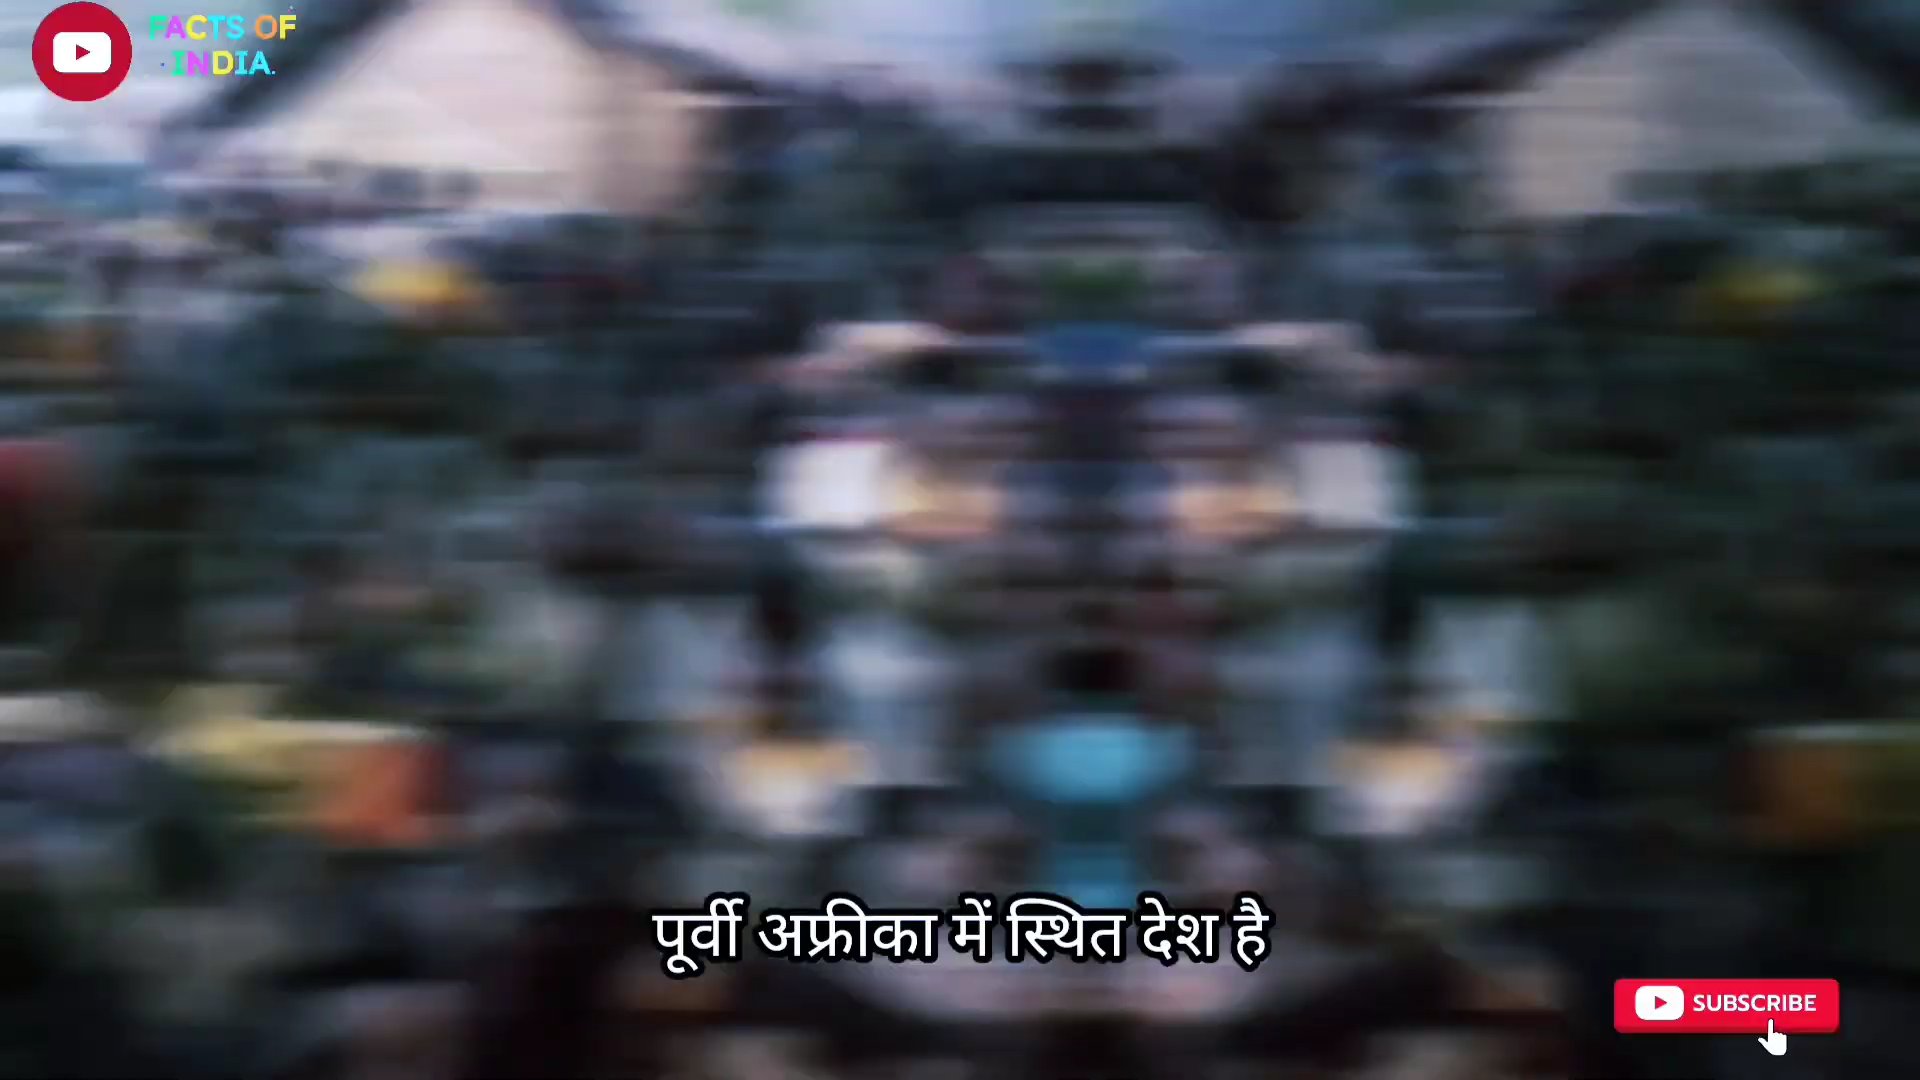 FACTS OF
INDIA.
पूर्वी अफ्रीका में स्थित देश है
SUBSCRIBE